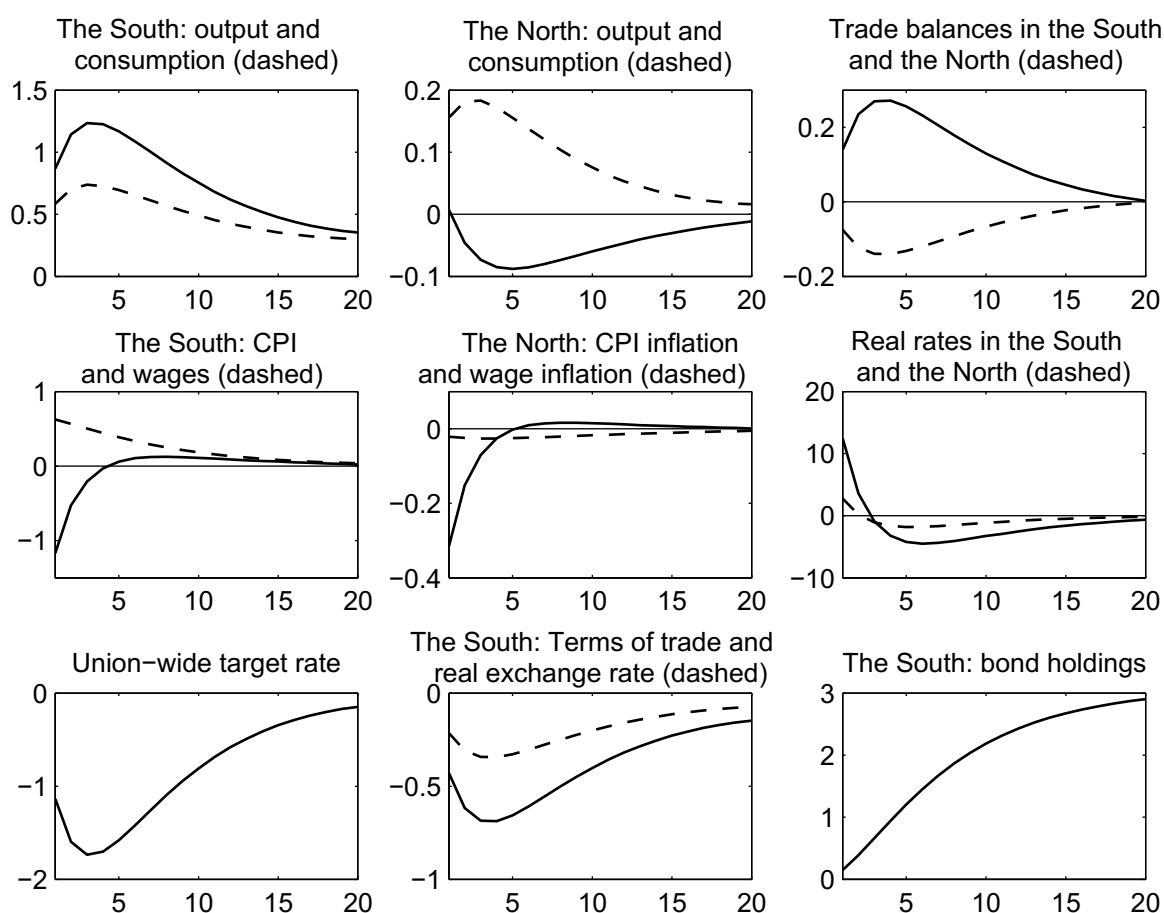 The South: output and
consumption (dashed)
1.5
1
0.5
0
5 10 15 20
The North: output and
consumption (dashed)
0.2
0.1
0
−0.1
5 10 15 20
Trade balances in the South
and the North (dashed)
0.2
0
−0.2
5 10 15 20
The South: CPI
and wages (dashed)
1
0
−1
5 10 15 20
The North: CPI inflation
and wage inflation (dashed)
0
−0.2
−0.4
5 10 15 20
Real rates in the South
and the North (dashed)
20
10
0
−10
5 10 15 20
Union−wide target rate
0
−1
−2
5 10 15 20
The South: Terms of trade and
real exchange rate (dashed)
0
−0.5
−1
5 10 15 20
The South: bond holdings
3
2
1
0
5 10 15 20